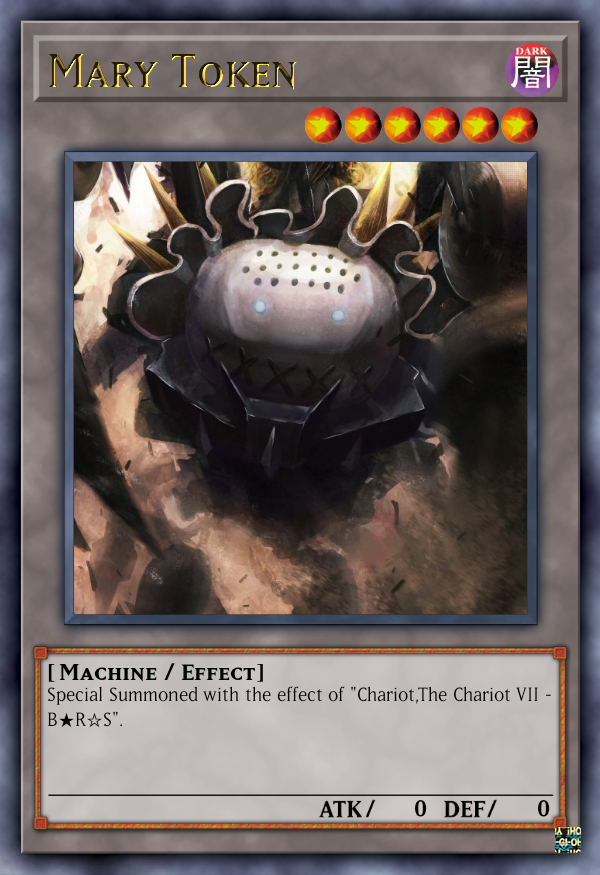 Mary Token
DARK
闇
[Machine / Effect]
Special Summoned with the effect of "Chariot,The Chariot VII -
B★R☆S".
ATK/ 0 DEF/ 0